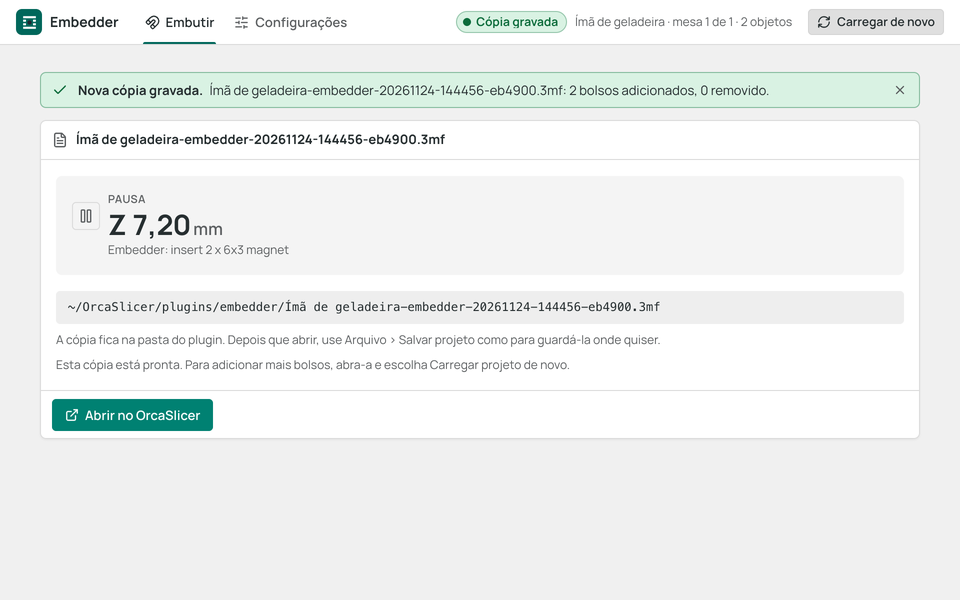 Embedder
Embutir
Configurações
Cópia gravada
Ímã de geladeira · mesa 1 de 1 · 2 objetos
Carregar de novo
Nova cópia gravada. Ímã de geladeira-embedder-20261124-144456-eb4900.3mf: 2 bolsos adicionados, 0 removido.
Ímã de geladeira-embedder-20261124-144456-eb4900.3mf
PAUSA
Z 7,20 mm
Embedder: insert 2 x 6x3 magnet
~/OrcaSlicer/plugins/embedder/Ímã de geladeira-embedder-20261124-144456-eb4900.3mf
A cópia fica na pasta do plugin. Depois que abrir, use Arquivo › Salvar projeto como para guardá-la onde quiser.
Esta cópia está pronta. Para adicionar mais bolsos, abra-a e escolha Carregar projeto de novo.
Abrir no OrcaSlicer